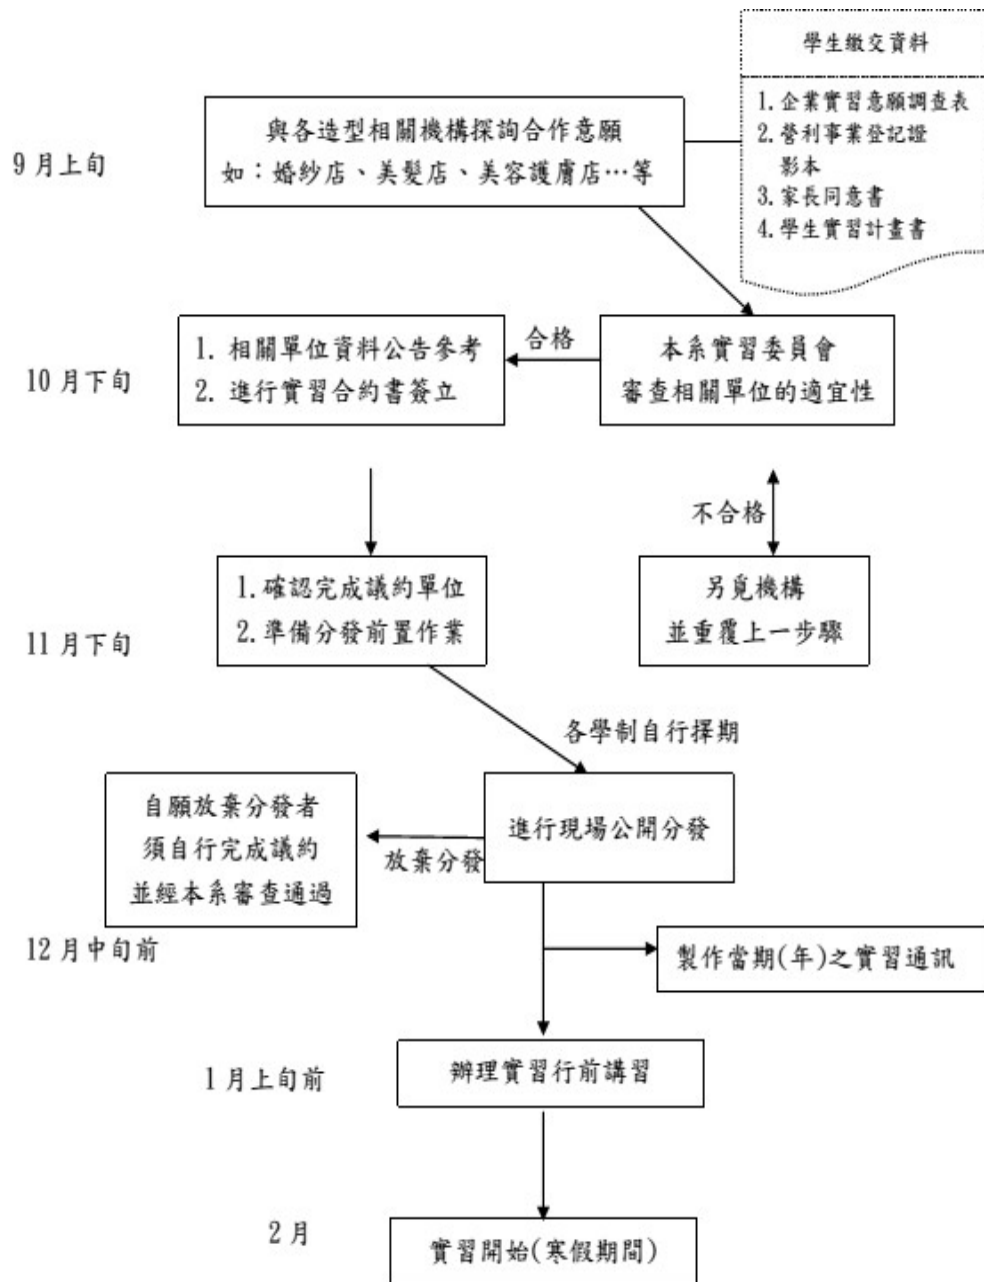 學生繳交資料
1.企業實習意願調查表
2.營利事業登記證
影本
3.家長同意書
4.學生實習計畫書
9月上旬
與各造型相關機構探詢合作意願
如：婚紗店、美髮店、美容護膚店…等
10月下旬
1. 相關單位資料公告參考
2. 進行實習合約書簽立
合格
本系實習委員會
審查相關單位的適宜性
不合格
11月下旬
1.確認完成議約單位
2.準備分發前置作業
另覓機構
並重覆上一步驟
各學制自行擇期
自願放棄分發者
須自行完成議約
並經本系審查通過
放棄分發
進行現場公開分發
12月中旬前
製作當期(年)之實習通訊
1月上旬前
辦理實習行前講習
2月
實習開始(寒假期間)